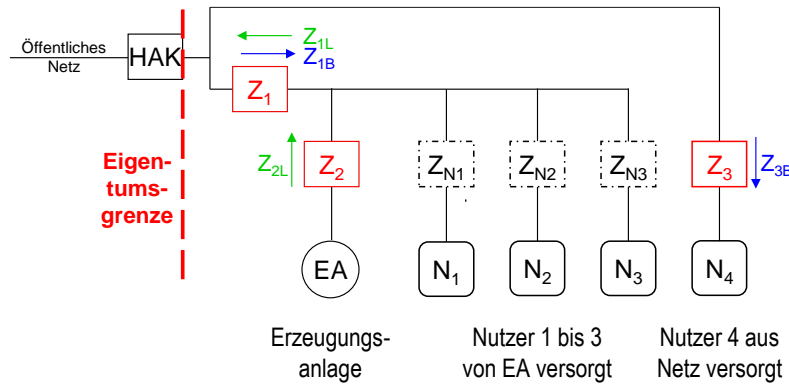 Öffentliches
Netz
HAK
Z1L
Z1B
Z1
Eigen-
tums-
grenze
Z2L
Z2
ZN1
ZN2
ZN3
Z3
Z3B
EA
N1
N2
N3
N4
Erzeugungs-
anlage
Nutzer 1 bis 3
von EA versorgt
Nutzer 4 aus
Netz versorgt